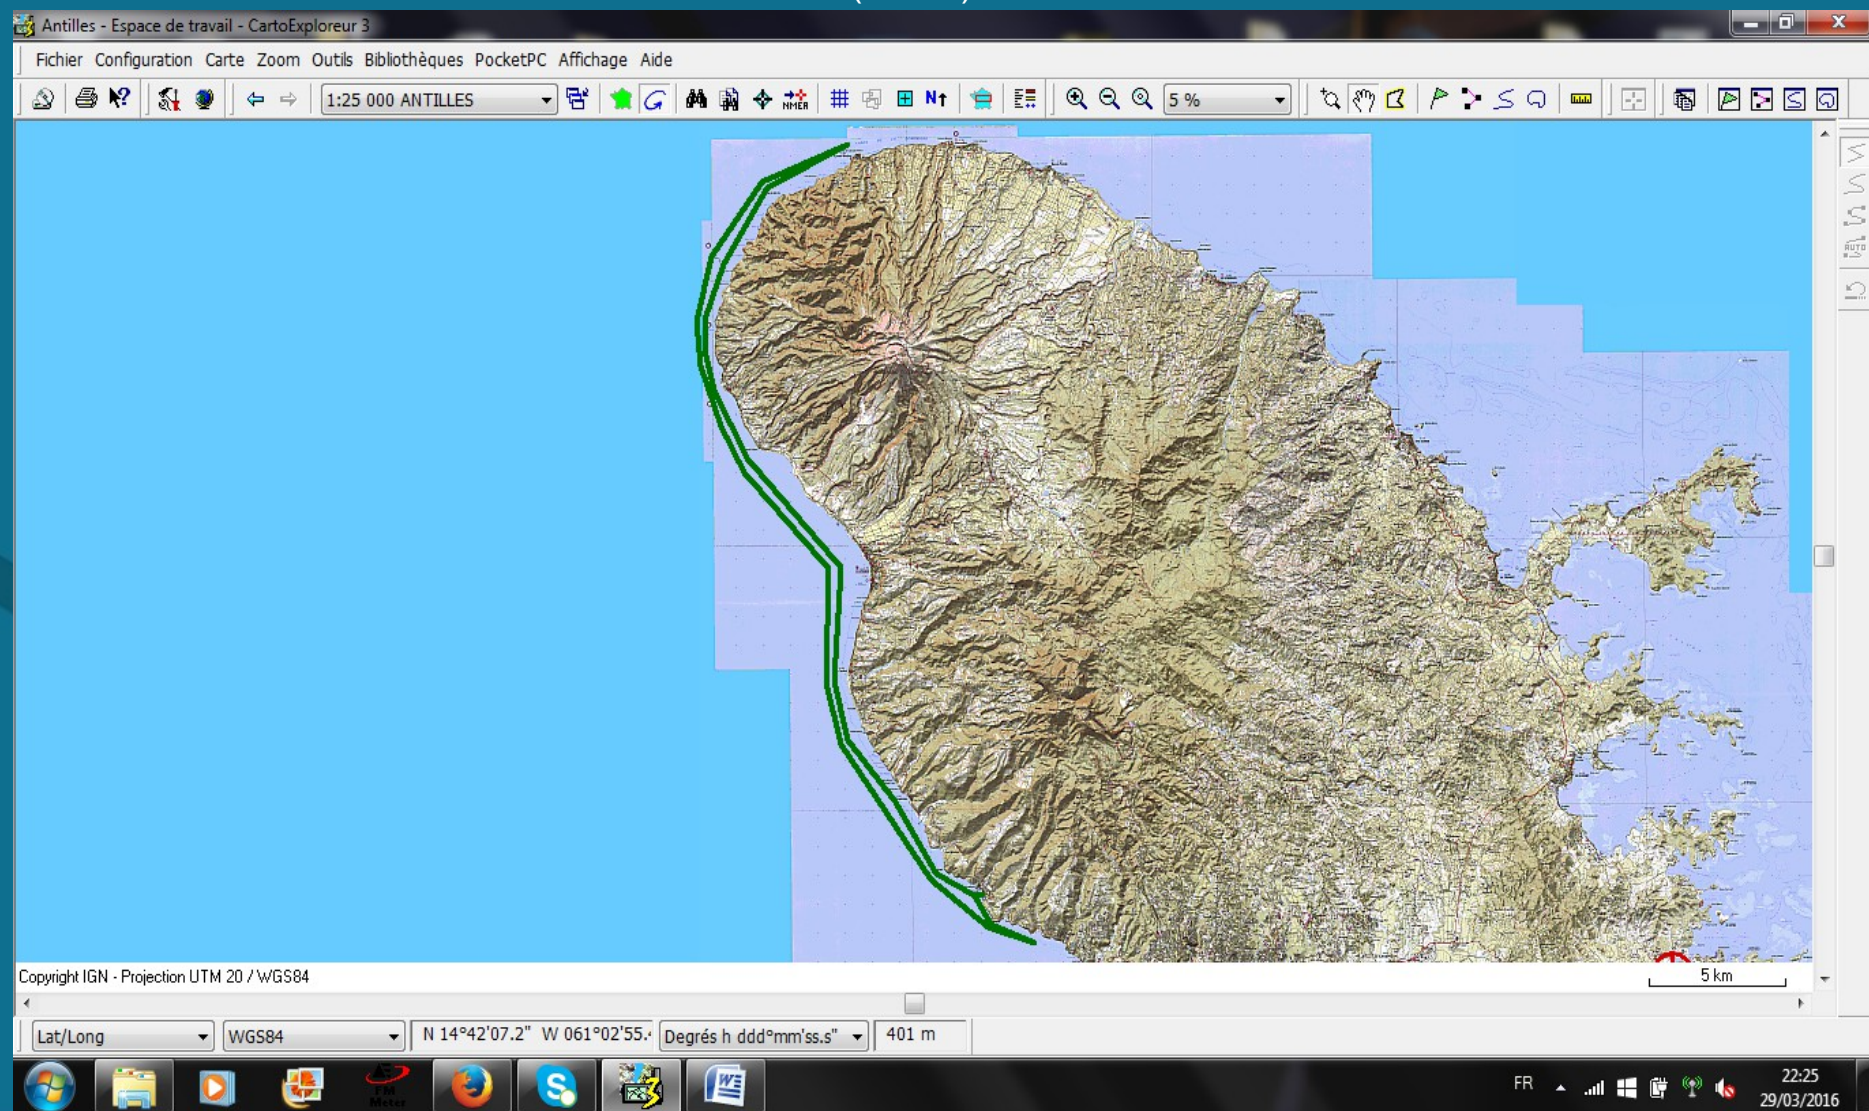 Antilles - Espace de travail - CartoExploreur 3
Fichier Configuration Carte Zoom Outils Bibliothèques PocketPC Affichage Aide
1:25 000 ANTILLES
NMEA
N
5 %
AUTO
Copyright IGN - Projection UTM 20 / WGS84
5 km
Lat/Long
WGS84
N 14°42'07.2" W 061°02'55.
Degrés h ddd°mm'ss.s"
401 m
FR
22:25
29/03/2016